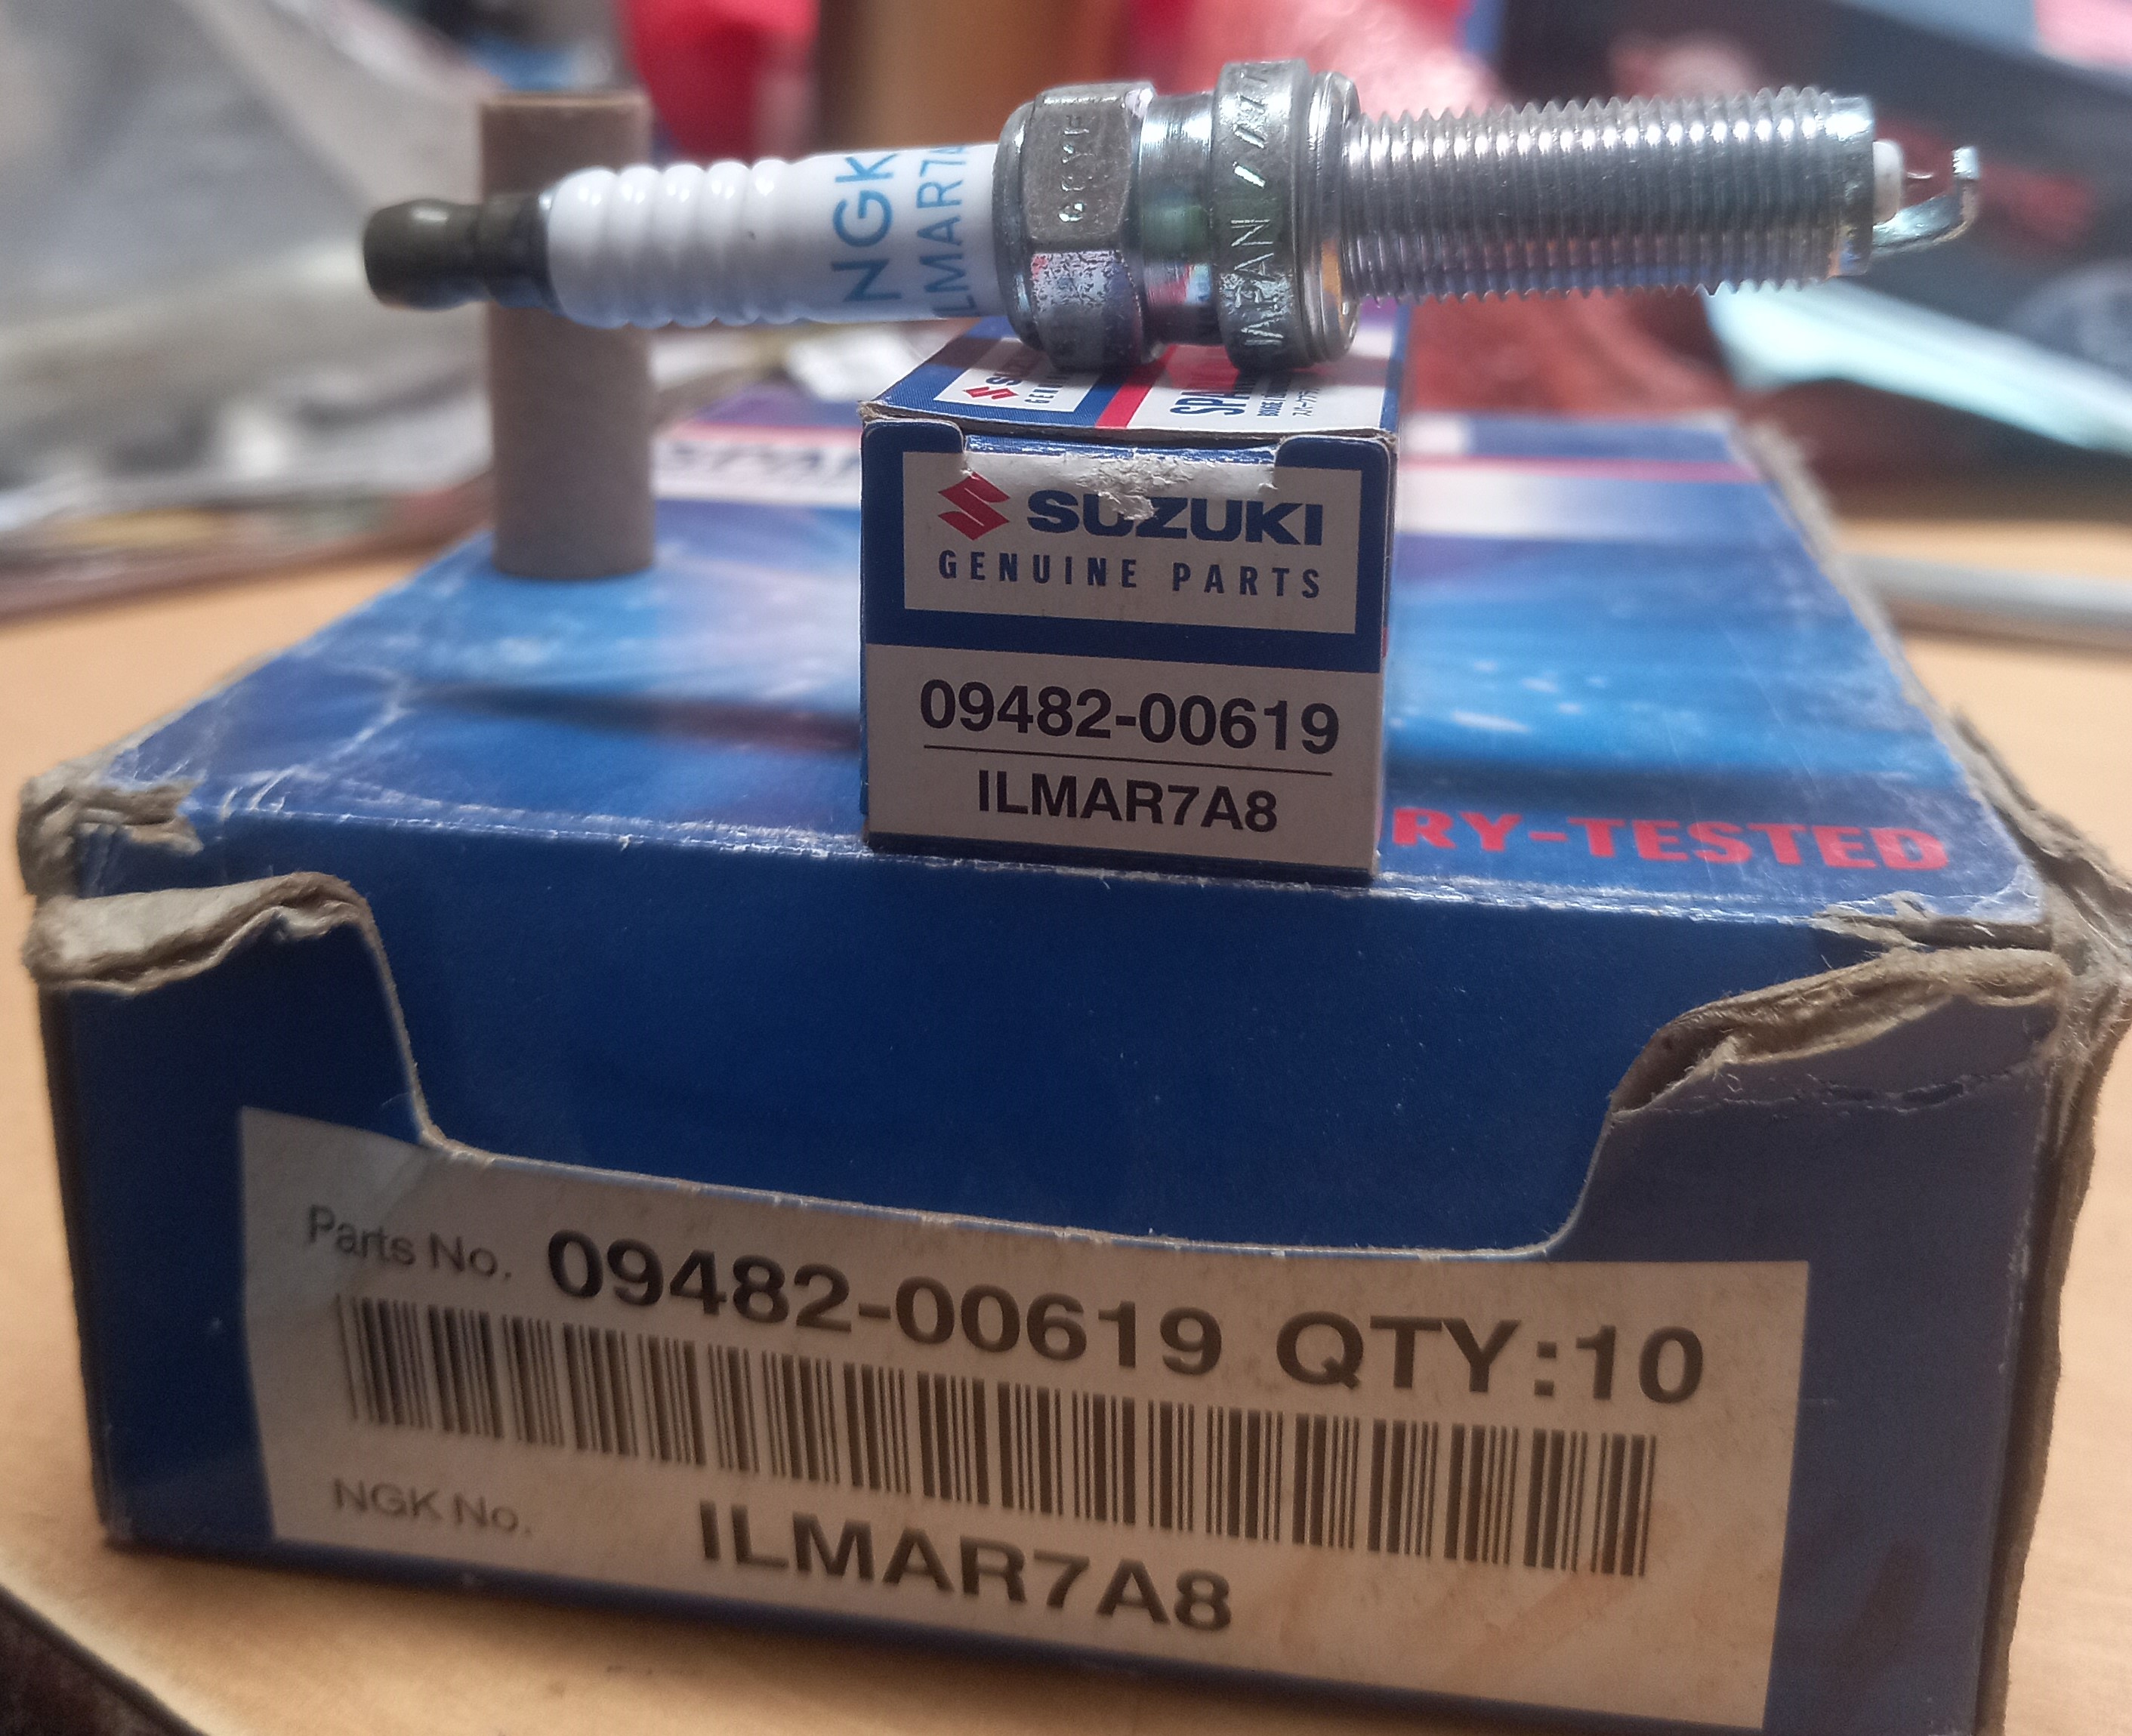 NGK
ILMAR7A
JAPAN
SUZUKI
GENUINE PARTS
09482-00619
ILMAR7A8
RY-TESTED
Parts No. 09482-00619 QTY:10
NGK No. ILMAR7A8